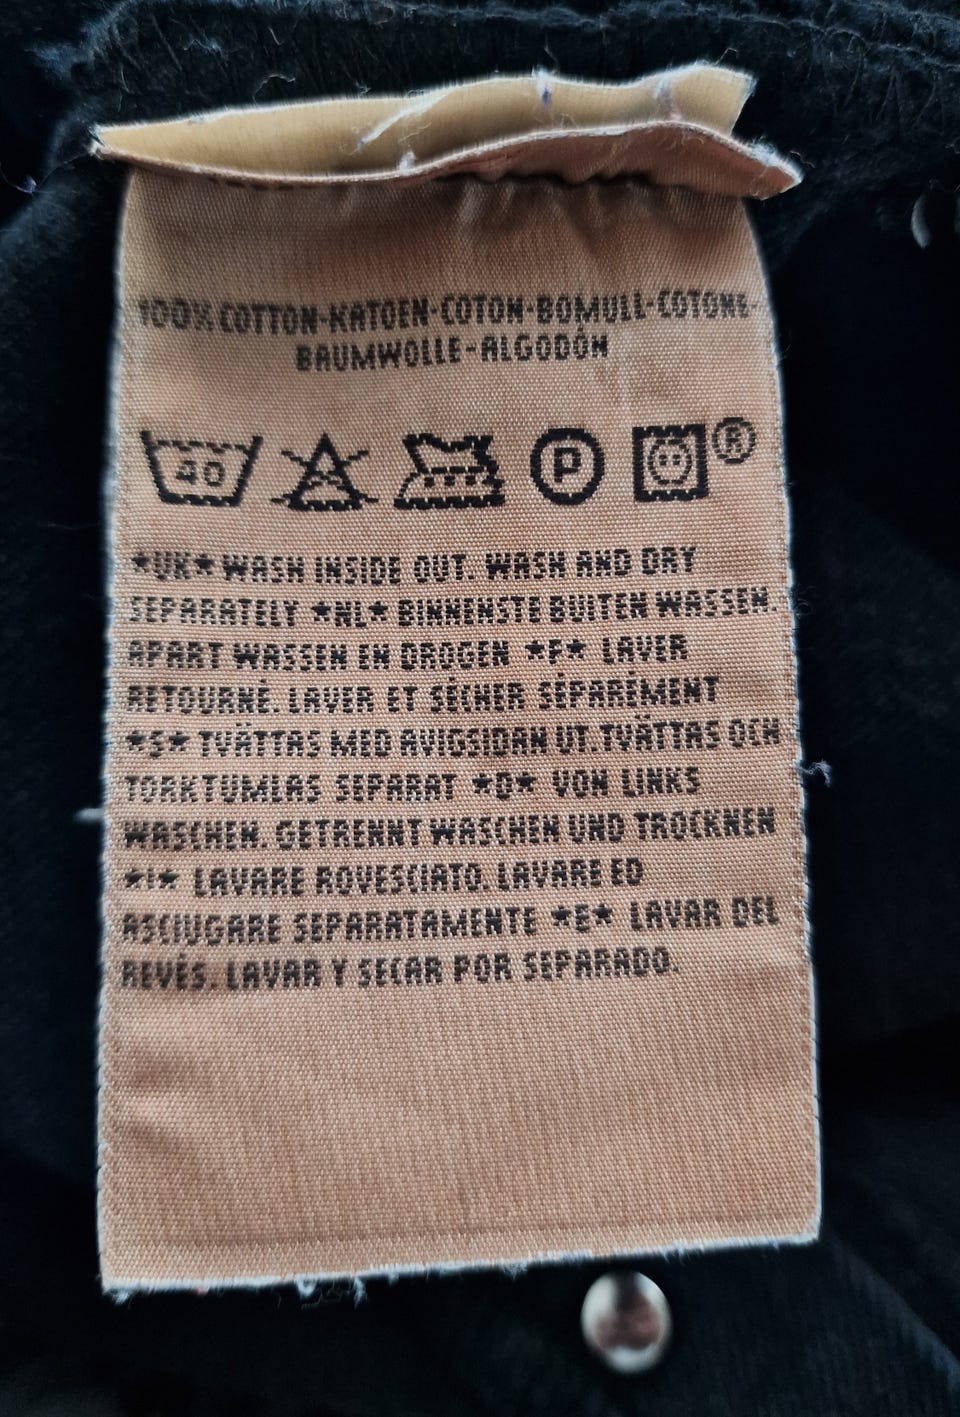 100% COTTON-KATOEN-COTON-BOMULL-COTONE-
BAUMWOLLE-ALGODÓN
40 P ®
*UK* WASH INSIDE OUT. WASH AND DRY
SEPARATELY *NL* BINNENSTE BUITEN WASSEN.
APART WASSEN EN DROGEN *F* LAVER
RETOURNÉ. LAVER ET SÉCHER SÉPARÉMENT
*S* TVÄTTAS MED AVIGSIDAN UT.TVÄTTAS OCH
TORKTUMLAS SEPARAT *D* VON LINKS
WASCHEN. GETRENNT WASCHEN UND TROCKNEN
*I* LAVARE ROVESCIATO. LAVARE ED
ASCIUGARE SEPARATAMENTE *E* LAVAR DEL
REVÉS. LAVAR Y SECAR POR SEPARADO.